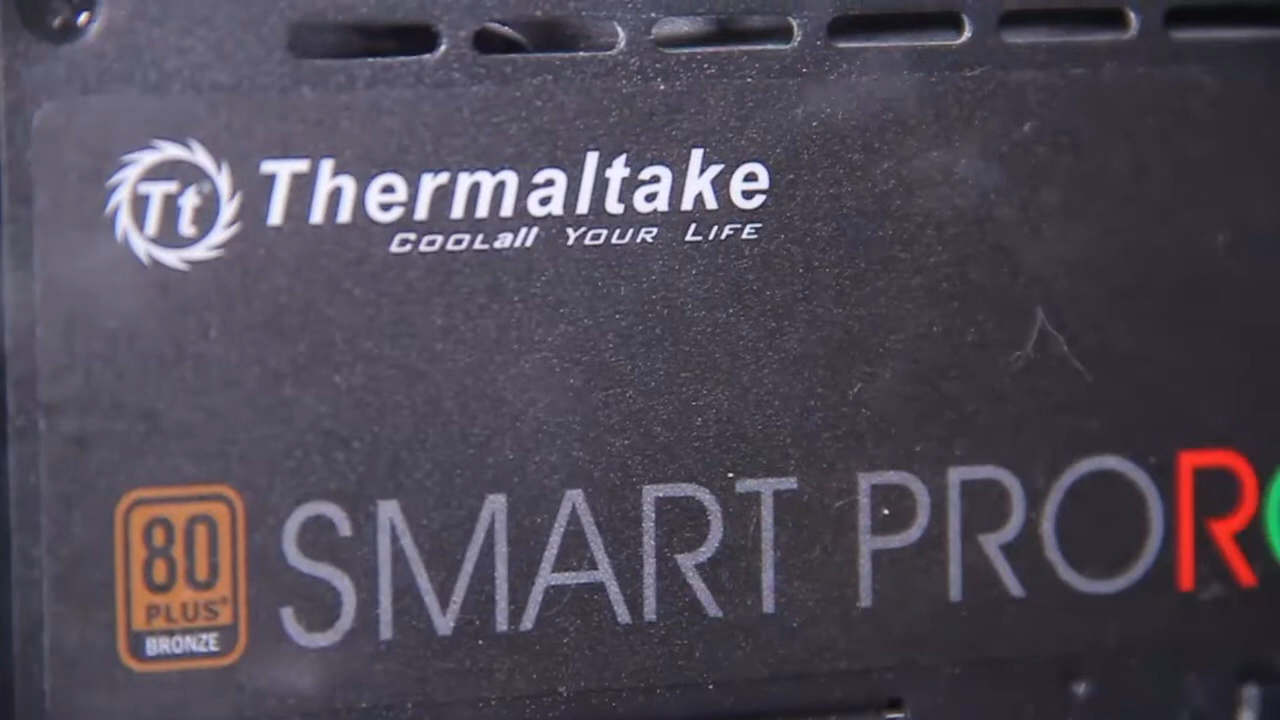 Tt Thermaltake
COOLall YOUR LIFE
80
PLUS®
BRONZE
SMART PRO R